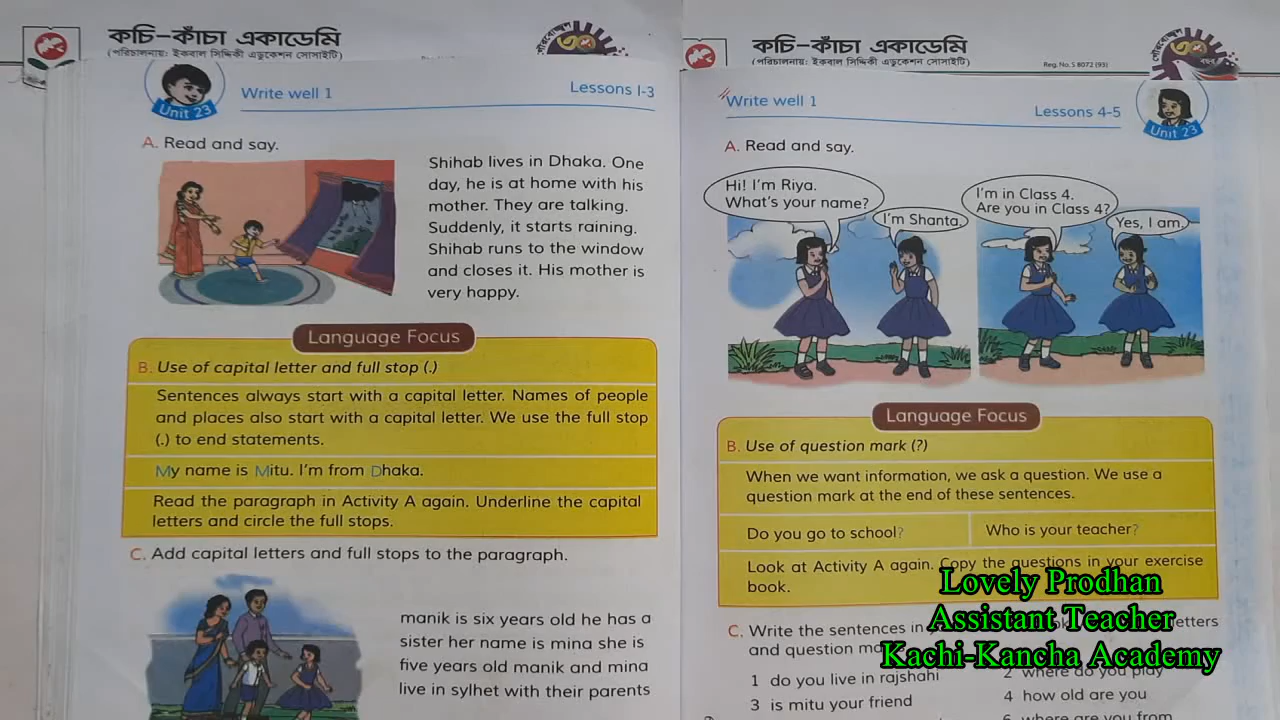 কচি-কাঁচা একাডেমি
(পরিচালনায়: ইকবাল সিদ্দিকী এডুকেশন সোসাইটি)
Unit 23
Write well 1
Lessons 1-3
A. Read and say.
Shihab lives in Dhaka. One
day, he is at home with his
mother. They are talking.
Suddenly, it starts raining.
Shihab runs to the window
and closes it. His mother is
very happy.
Language Focus
B. Use of capital letter and full stop (.)
Sentences always start with a capital letter. Names of people
and places also start with a capital letter. We use the full stop
(.) to end statements.
My name is Mitu. I'm from Dhaka.
Read the paragraph in Activity A again. Underline the capital
letters and circle the full stops.
C. Add capital letters and full stops to the paragraph.
manik is six years old he has a
sister her name is mina she is
five years old manik and mina
live in sylhet with their parents
কচি-কাঁচা একাডেমি
(পরিচালনায়: ইকবাল সিদ্দিকী এডুকেশন সোসাইটি)
Reg. No. S 8072 (93)
Write well 1
Lessons 4-5
Unit 23
A. Read and say.
Hi! I'm Riya.
What's your name?
I'm Shanta.
I'm in Class 4.
Are you in Class 4?
Yes, I am.
Language Focus
B. Use of question mark (?)
When we want information, we ask a question. We use a
question mark at the end of these sentences.
Do you go to school?
Who is your teacher?
Look at Activity A again. Copy the questions in your exercise
book.
C. Write the sentences in
and question
1 do you live in rajshahi
2 where do you play
3 is mitu your friend
4 how old are you
6 where are you from
Lovely Prodhan
Assistant Teacher
Kachi-Kancha Academy